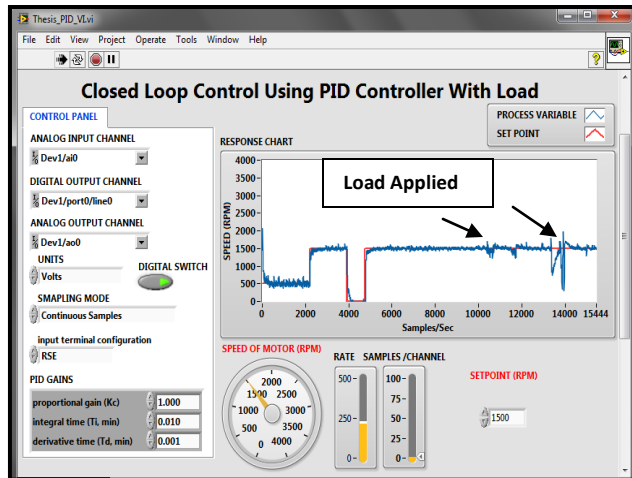 Thesis_PID_VI.vi
File Edit View Project Operate Tools Window Help
Closed Loop Control Using PID Controller With Load
PROCESS VARIABLE
SET POINT
CONTROL PANEL
ANALOG INPUT CHANNEL
Dev1/ai0
DIGITAL OUTPUT CHANNEL
Dev1/port0/line0
ANALOG OUTPUT CHANNEL
Dev1/ao0
UNITS
Volts
DIGITAL SWITCH
SMAPLING MODE
Continuous Samples
input terminal configuration
RSE
PID GAINS
proportional gain (Kc) 1.000
integral time (Ti, min) 0.010
derivative time (Td, min) 0.001
RESPONSE CHART
Load Applied
SPEED (RPM)
4000
3500
3000
2500
2000
1500
1000
500
0
0 2000 4000 6000 8000 10000 12000 14000 15444
Samples/Sec
SPEED OF MOTOR (RPM)
0 500 1000 1500 2000 2500 3000 3500 4000
RATE
500
250
0
SAMPLES /CHANNEL
100
75
50
25
0
SETPOINT (RPM)
1500